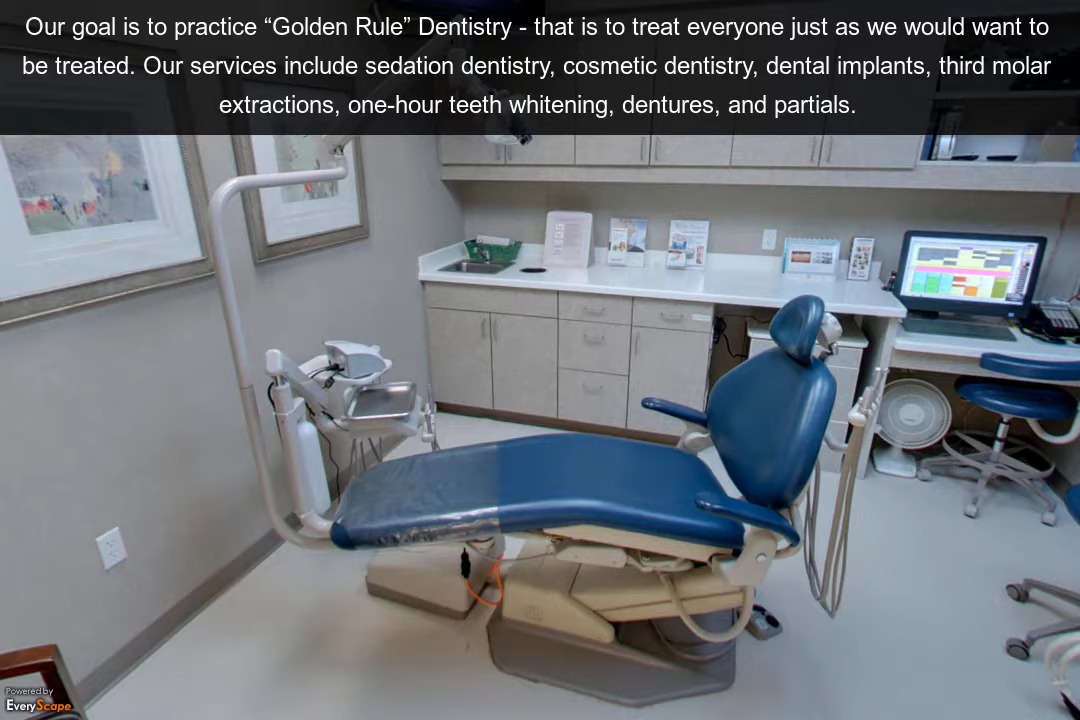 Our goal is to practice “Golden Rule” Dentistry - that is to treat everyone just as we would want to
be treated. Our services include sedation dentistry, cosmetic dentistry, dental implants, third molar
extractions, one-hour teeth whitening, dentures, and partials.
Powered by
EveryScape